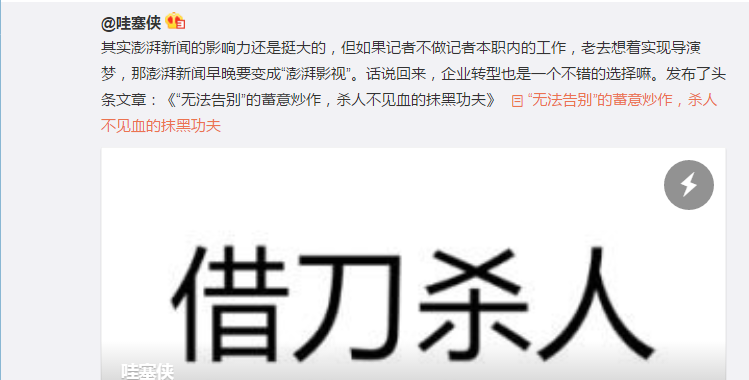 @哇塞侠
其实澎湃新闻的影响力还是挺大的，但如果记者不做记者本职内的工作，老去想着实现导演
梦，那澎湃新闻早晚要变成“澎湃影视”。话说回来，企业转型也是一个不错的选择嘛。发布了头
条文章：《“无法告别”的蓄意炒作，杀人不见血的抹黑功夫》 “无法告别”的蓄意炒作，杀人
不见血的抹黑功夫
借刀杀人
哇塞侠